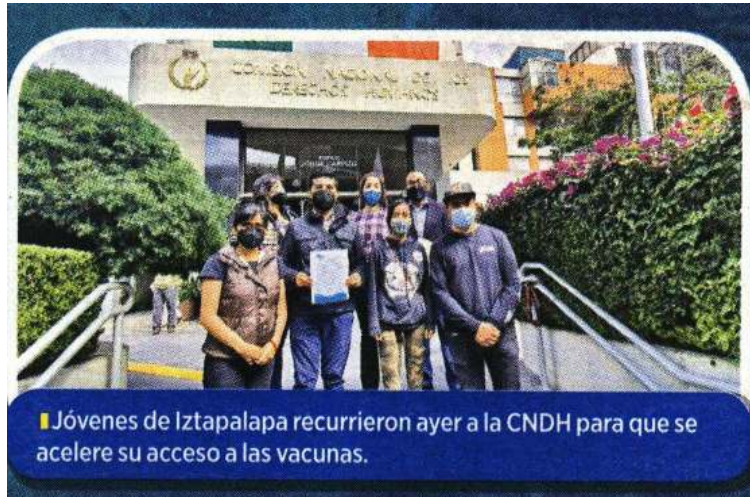 COMISIÓN NACIONAL DE LOS
DERECHOS HUMANOS
Jóvenes de Iztapalapa recurrieron ayer a la CNDH para que se
acelere su acceso a las vacunas.